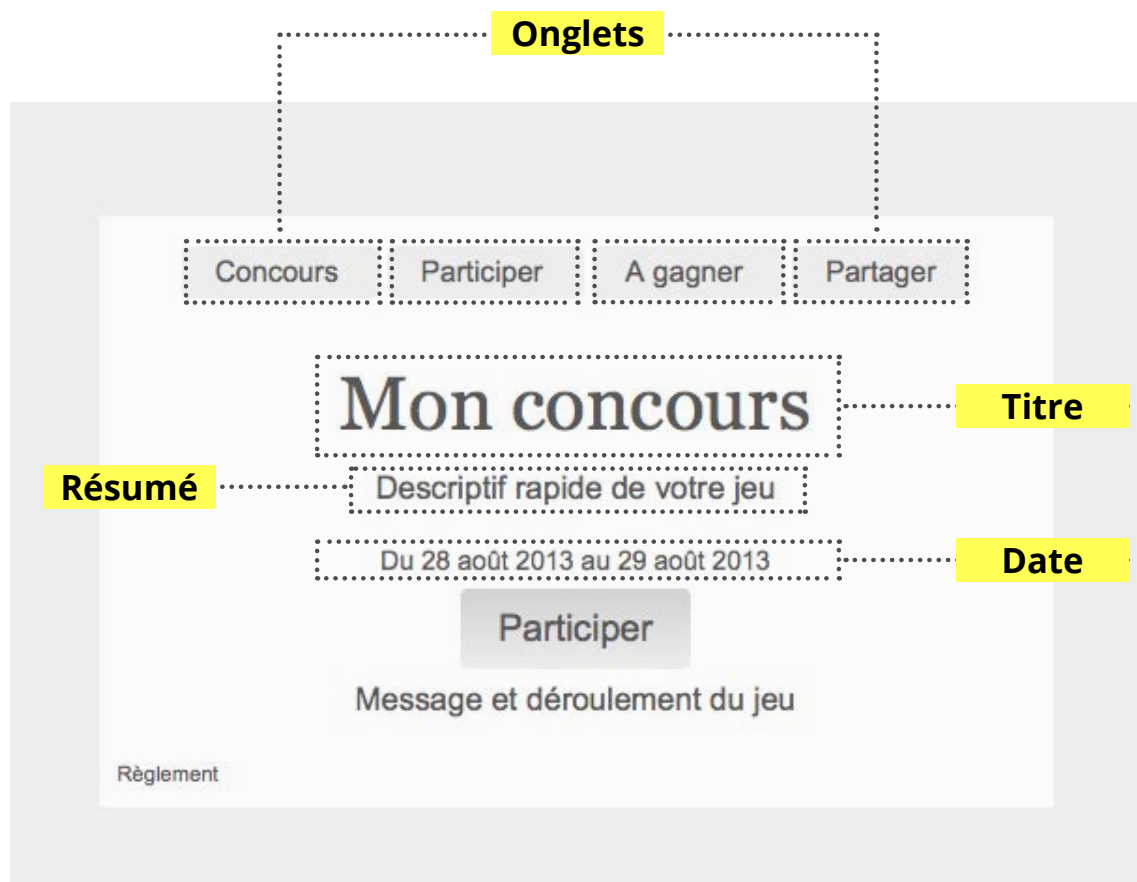 Onglets
Concours Participer A gagner Partager
Mon concours
Titre
Résumé
Descriptif rapide de votre jeu
Du 28 août 2013 au 29 août 2013
Date
Participer
Message et déroulement du jeu
Règlement